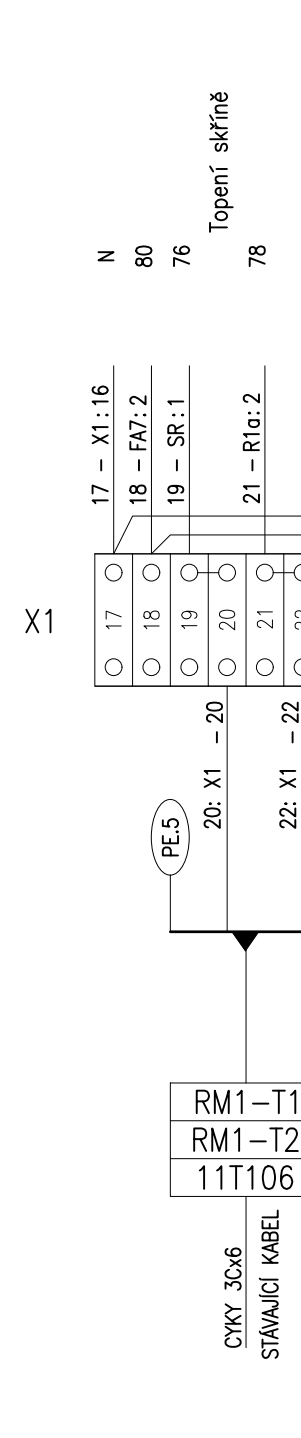 Topení skříně
N
80
76
78
17 - X1:16
18 - FA7:2
19 - SR:1
21 - R1a:2
X1
17
18
19
20
21
22
20: X1 - 20
22: X1 - 22
PE.5
RM1-T1
RM1-T2
11T106
CYKY 3Cx6
STÁVAJÍCÍ KABEL